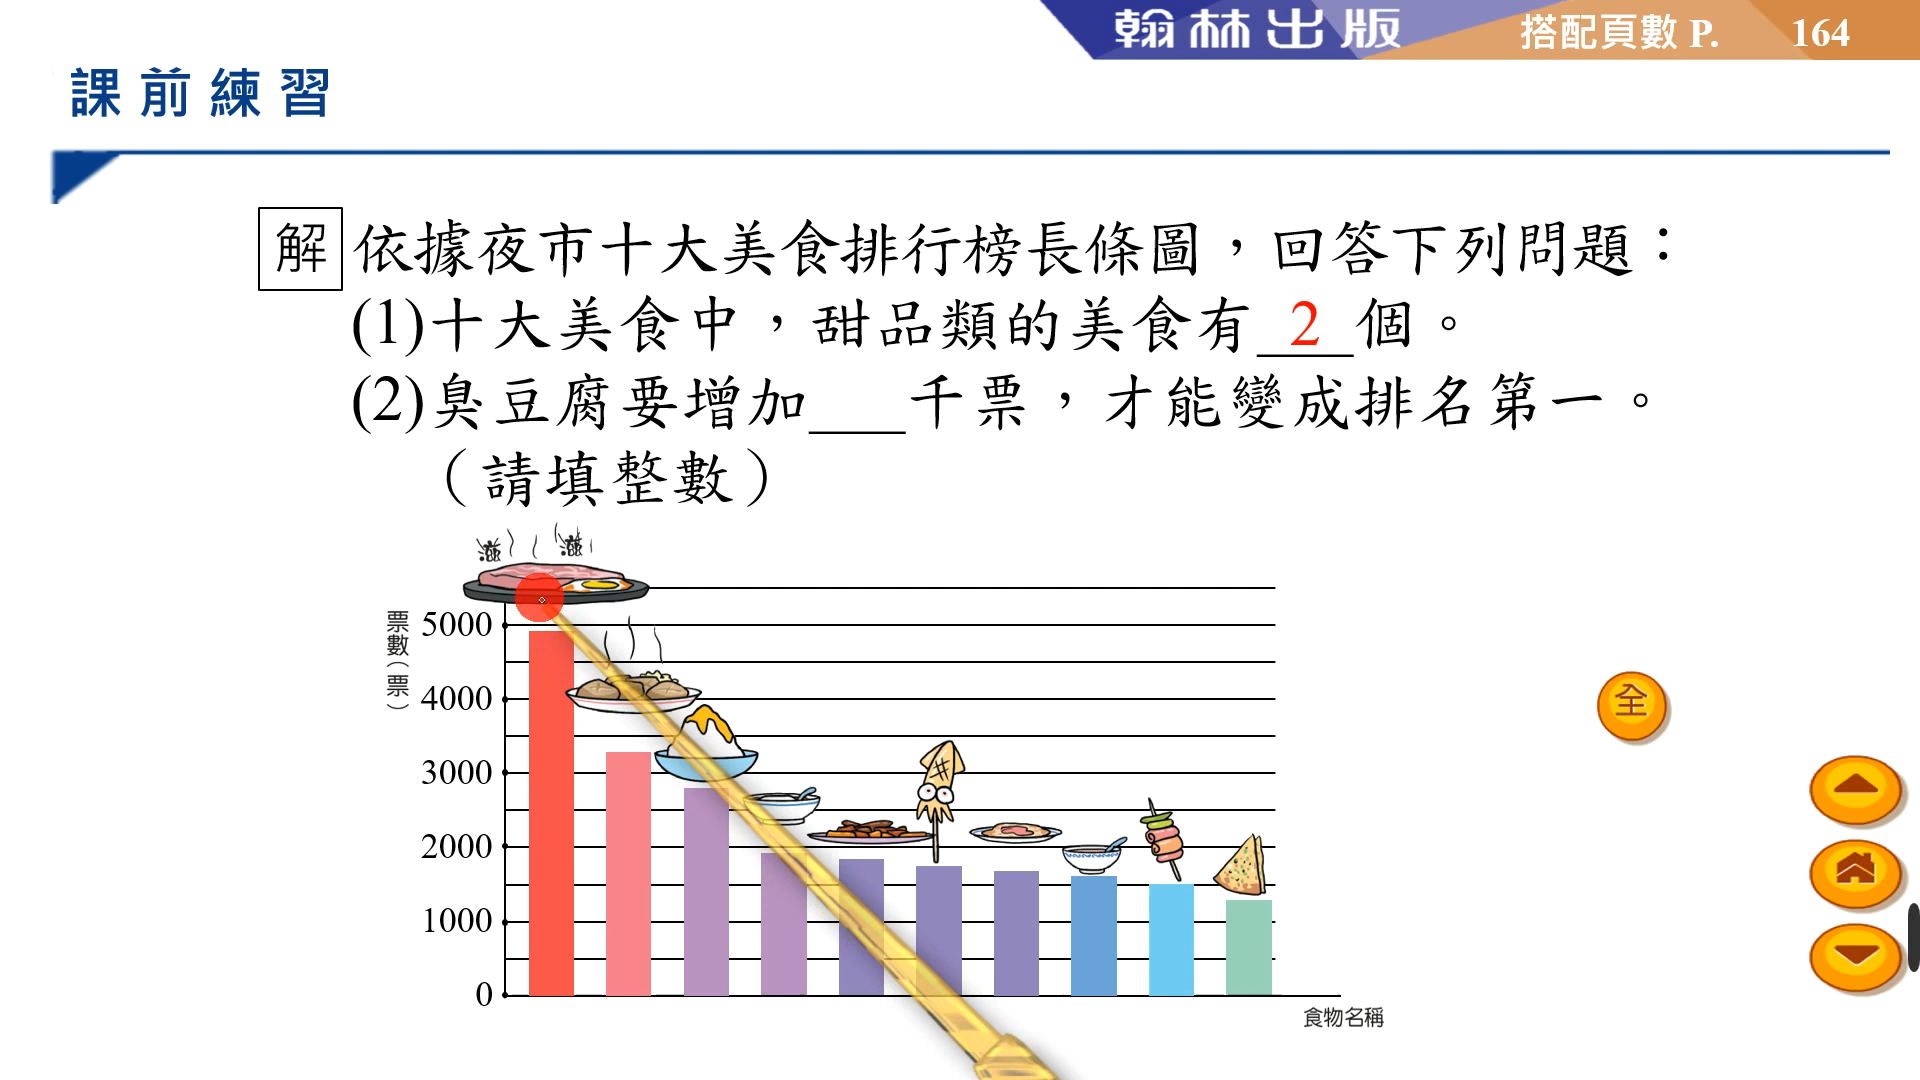 翰林出版
搭配頁數 P. 164
課前練習
解 依據夜市十大美食排行榜長條圖，回答下列問題：
(1)十大美食中，甜品類的美食有 2 個。
(2)臭豆腐要增加___千票，才能變成排名第一。
（請填整數）
票數（票）
5000
4000
3000
2000
1000
0
食物名稱
全